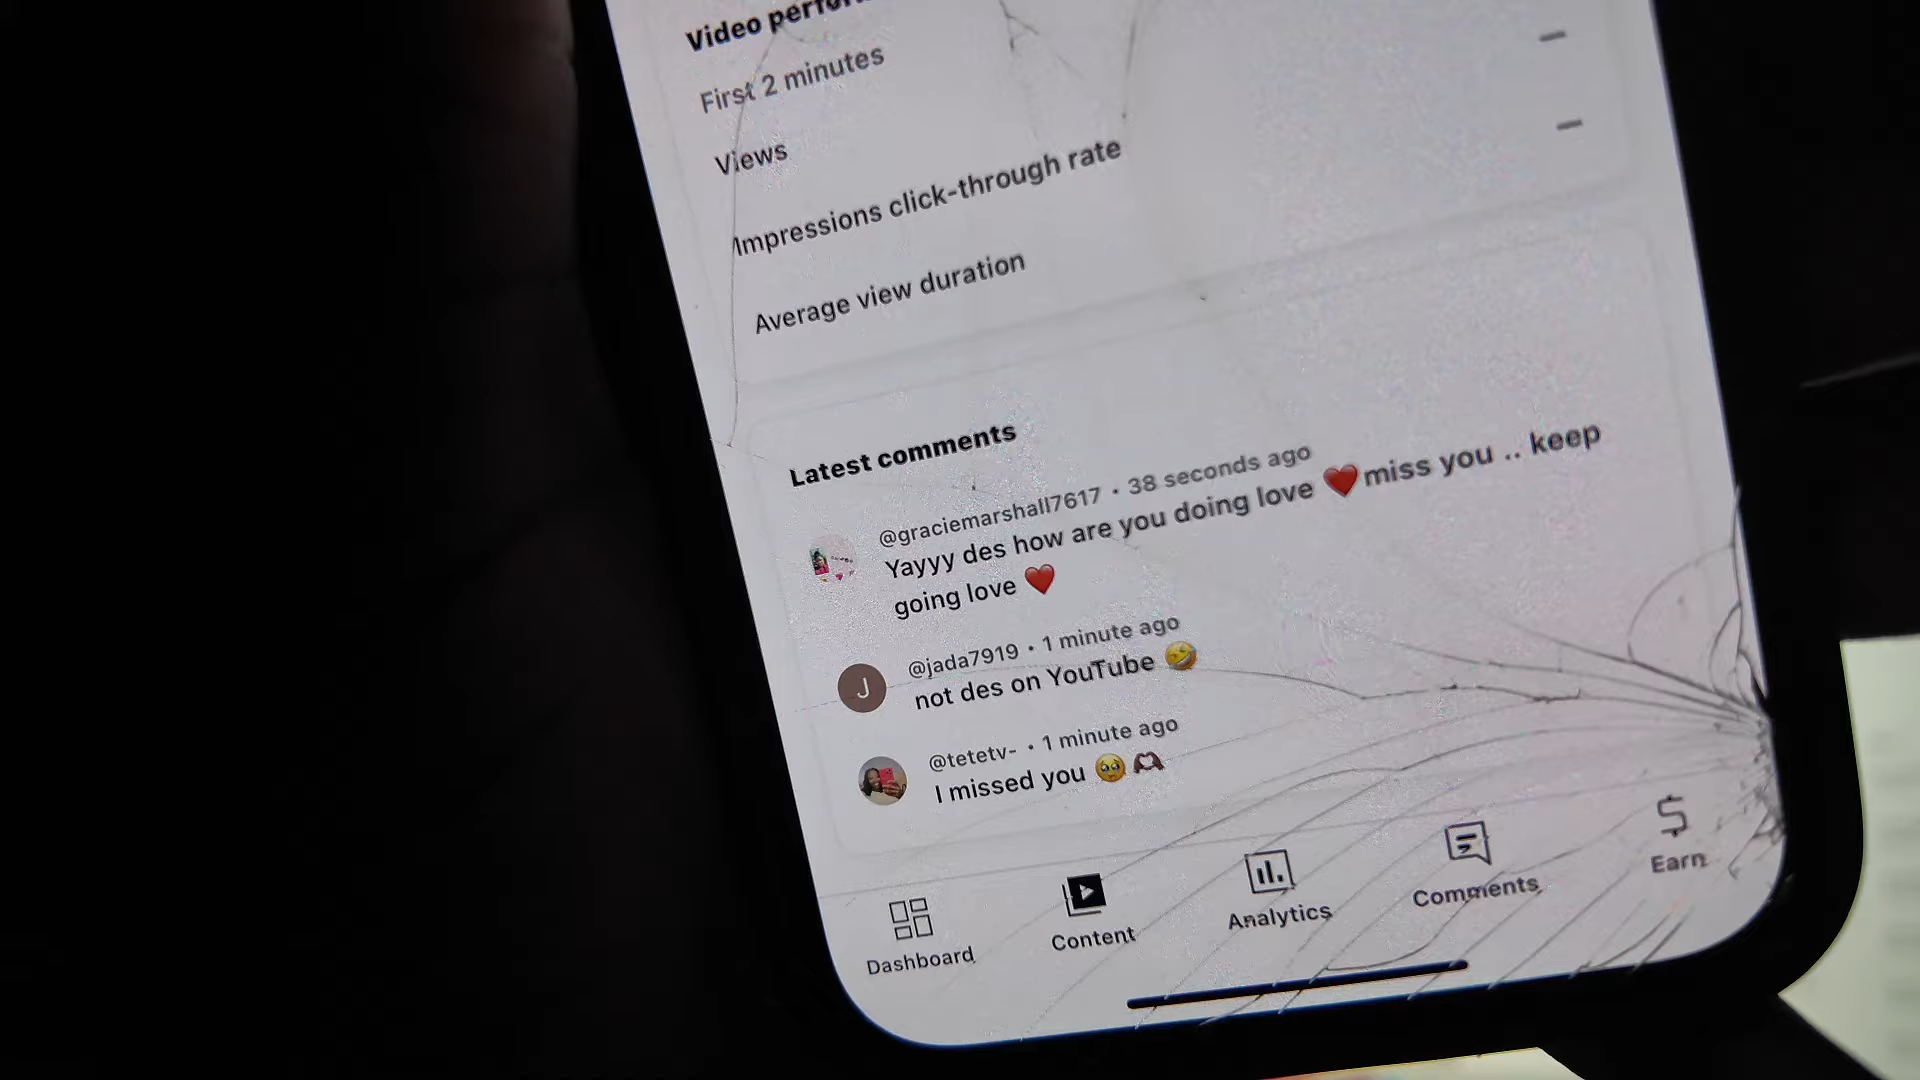 Video
First 2 minutes
Views
Impressions click-through rate
Average view duration
Latest comments
@graciemarshall7617 • 38 seconds ago
Yayyy des how are you doing love ❤️miss you .. keep
going love ❤️
J
@jada7919 • 1 minute ago
not des on YouTube 🤣
@tetetv- • 1 minute ago
I missed you 🥹🫶🏾
Dashboard
Content
Analytics
Comments
Earn